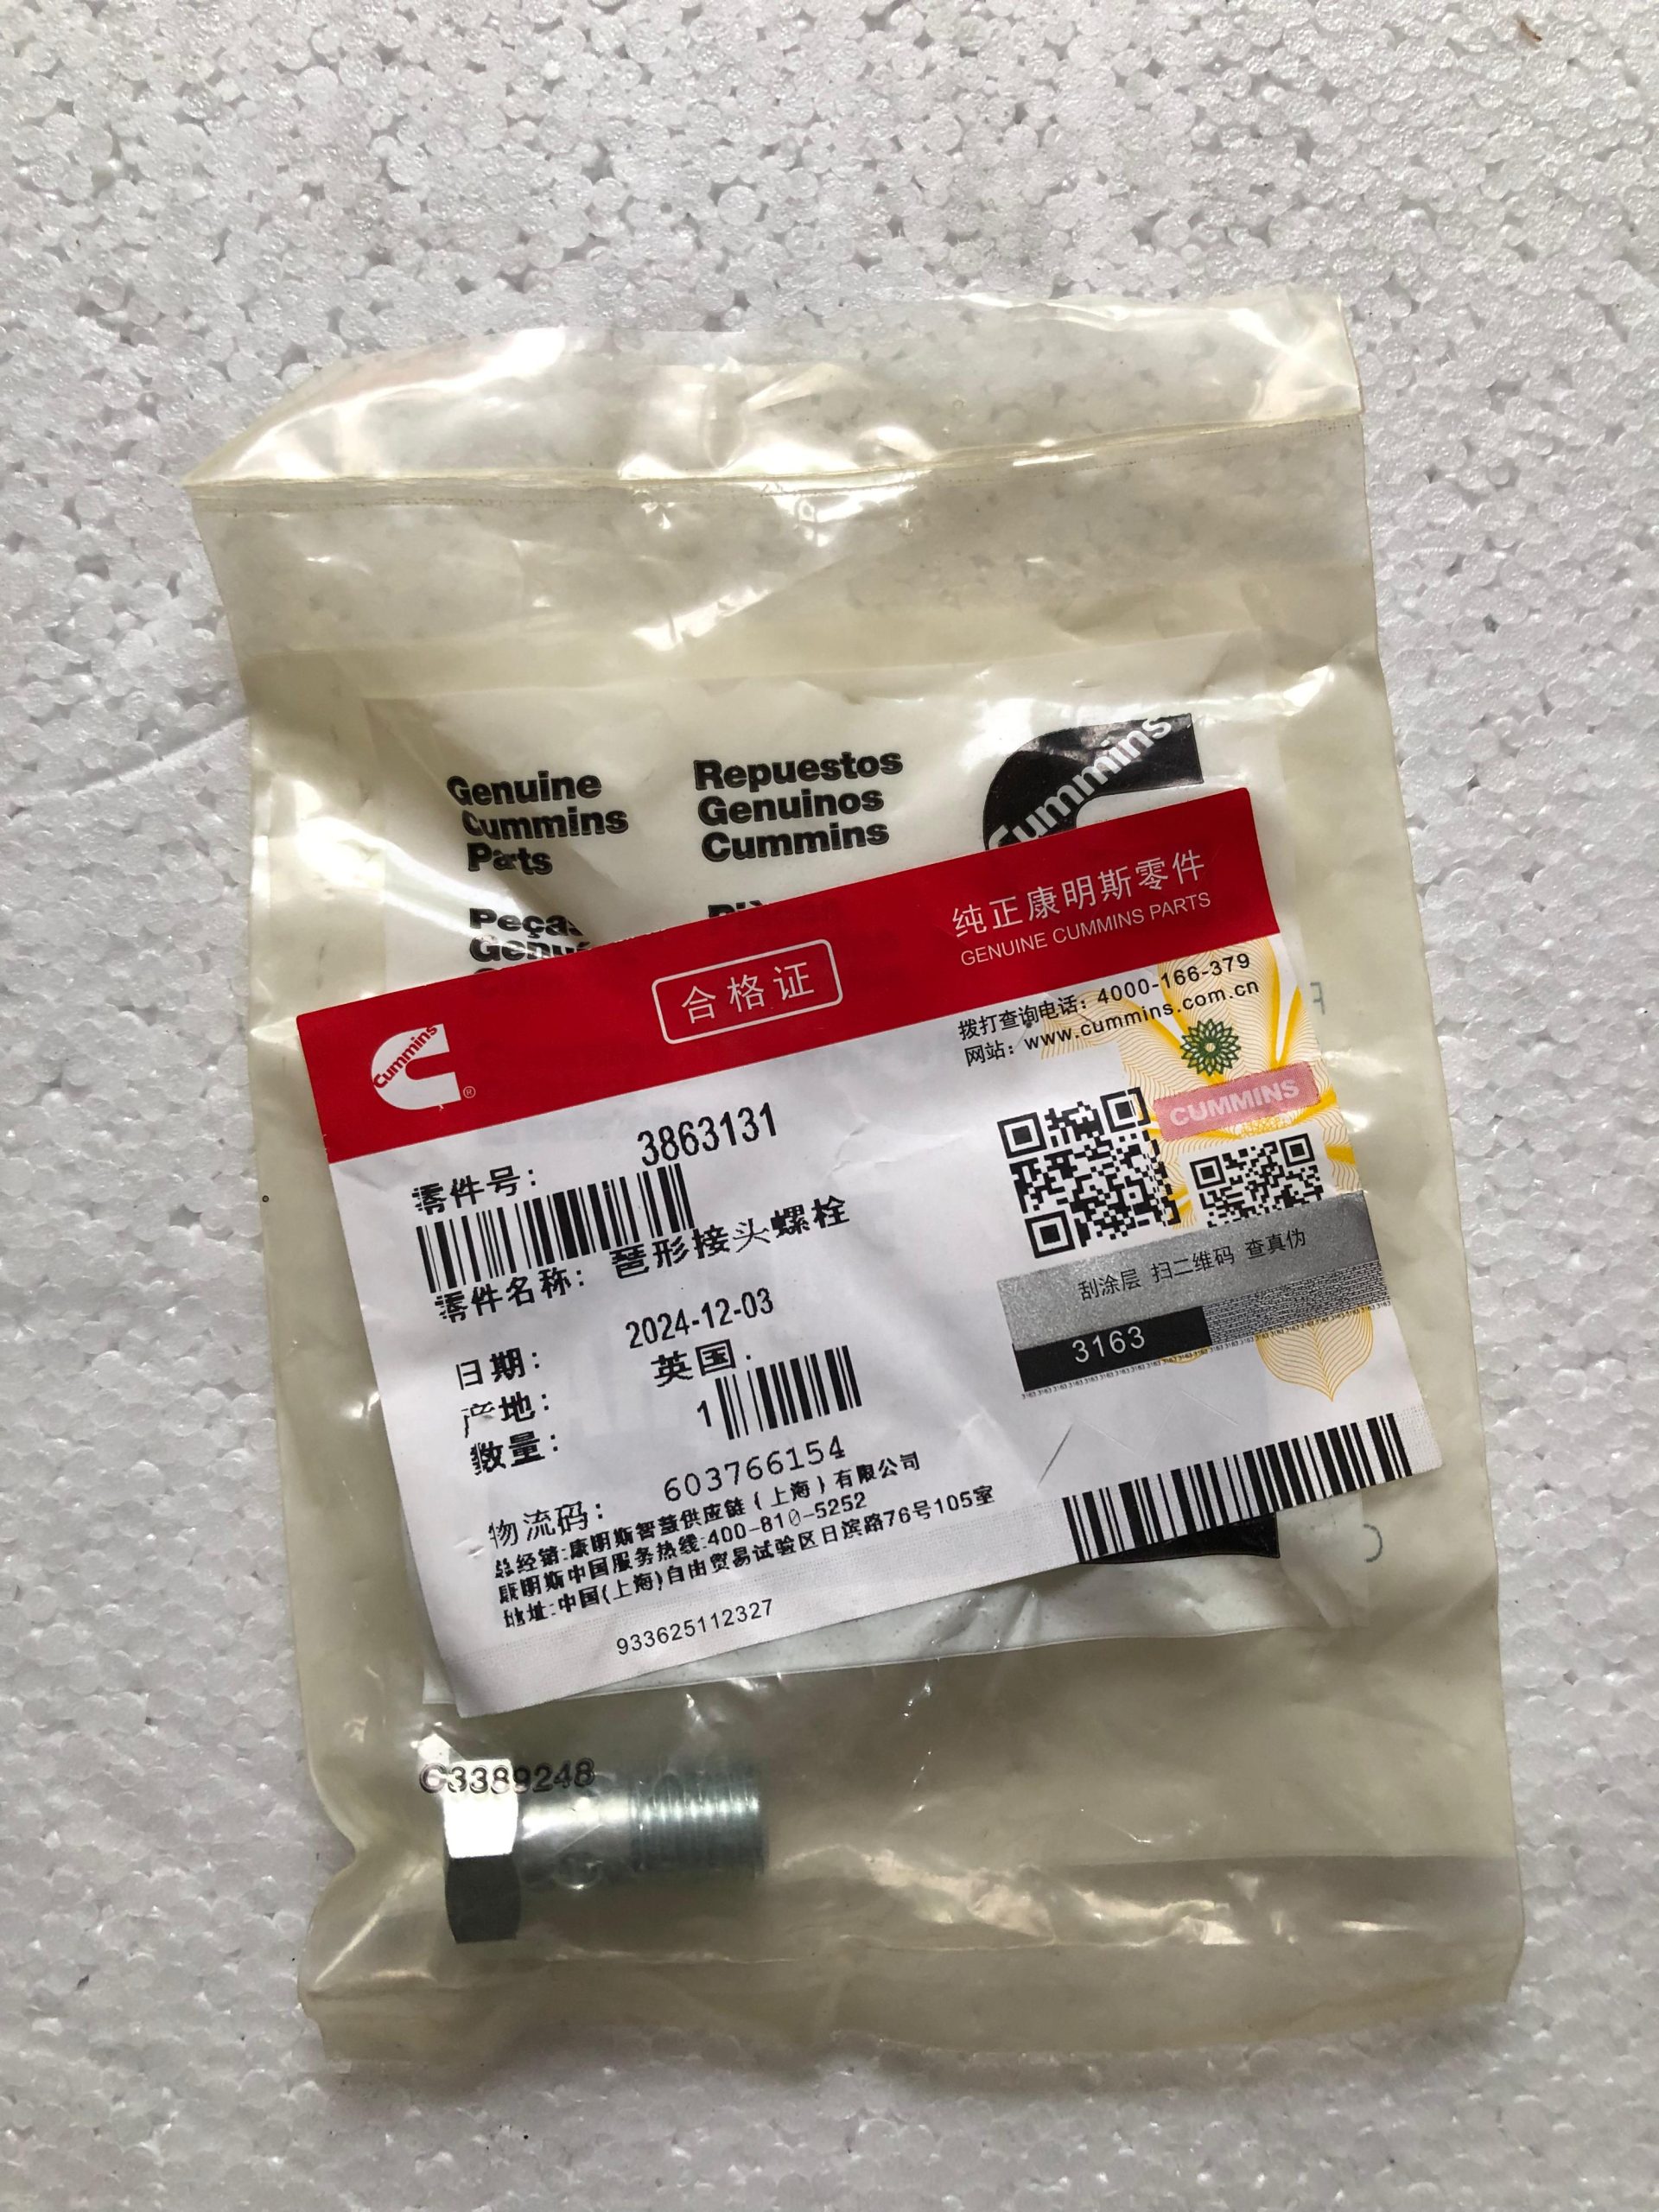 Genuine
Cummins
Parts
Repuestos
Genuinos
Cummins
Cummins
Peças
纯正康明斯零件
GENUINE CUMMINS PARTS
合格证
Cummins
®
拨打查询电话：4000-166-379
网站：www.cummins.com.cn
CUMMINS
零件号： 3863131
零件名称：琶形接头螺栓
日期： 2024-12-03
产地： 英国.
数量： 1
刮涂层 扫二维码 查真伪
3163
物流码： 603766154
总经销:康明斯智慧供应链（上海）有限公司
康明斯中国服务热线:400-810-5252
地址:中国(上海)自由贸易试验区日滨路76号105室
933625112327
C3389248